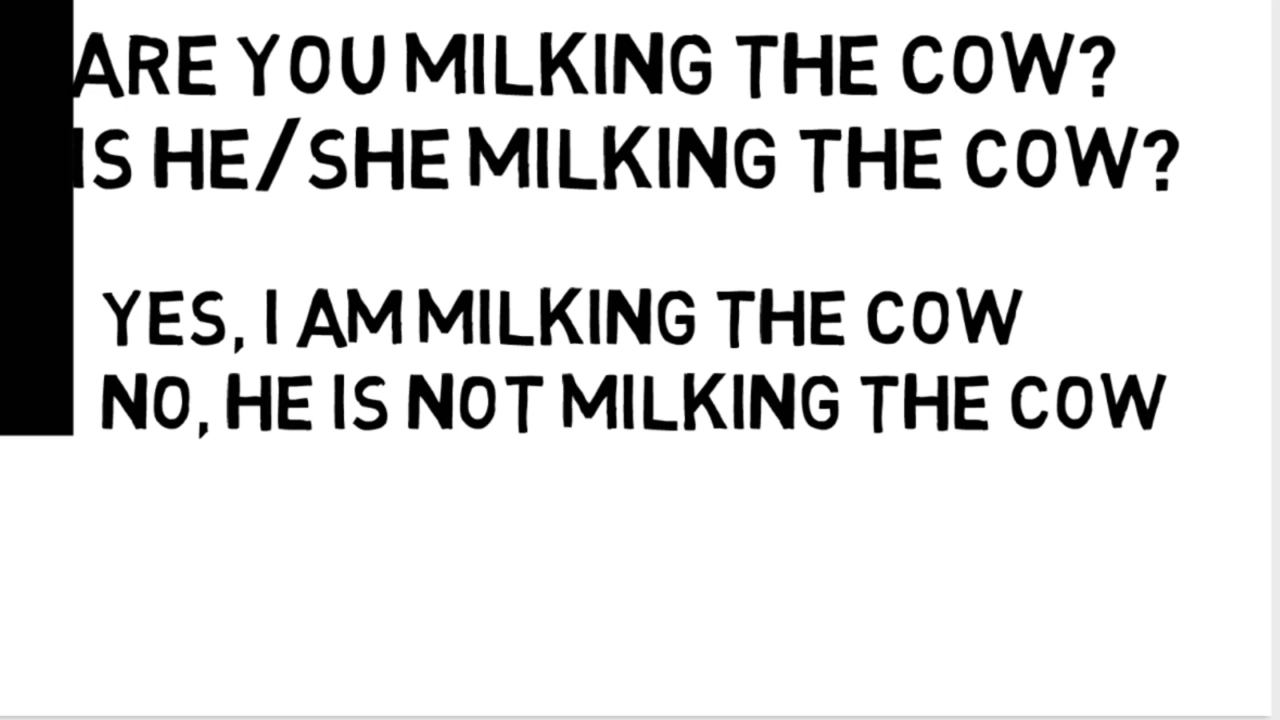 ARE YOU MILKING THE COW?
IS HE/SHE MILKING THE COW?
YES, I AM MILKING THE COW
NO, HE IS NOT MILKING THE COW